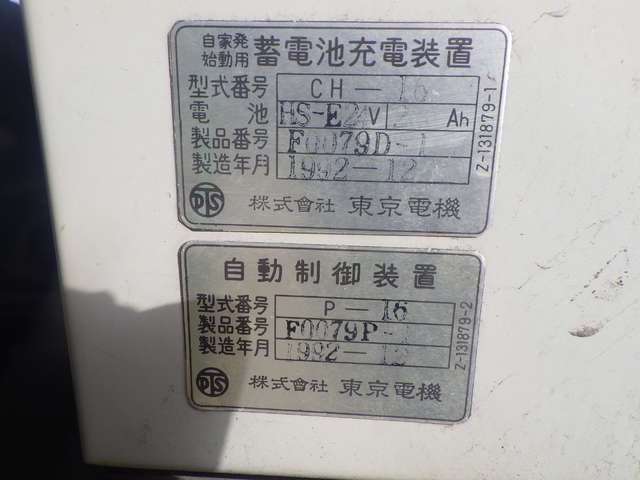 自家発始動用 蓄電池充電装置
型式番号 CH-16
電池 HS-E 2 V Ah
製品番号 F0079D-1
製造年月 1992-12
株式會社 東京電機
Z-131879-1
自動制御装置
型式番号 P-16
製品番号 F0079P-1
製造年月 1992-12
株式會社 東京電機
Z-131879-2